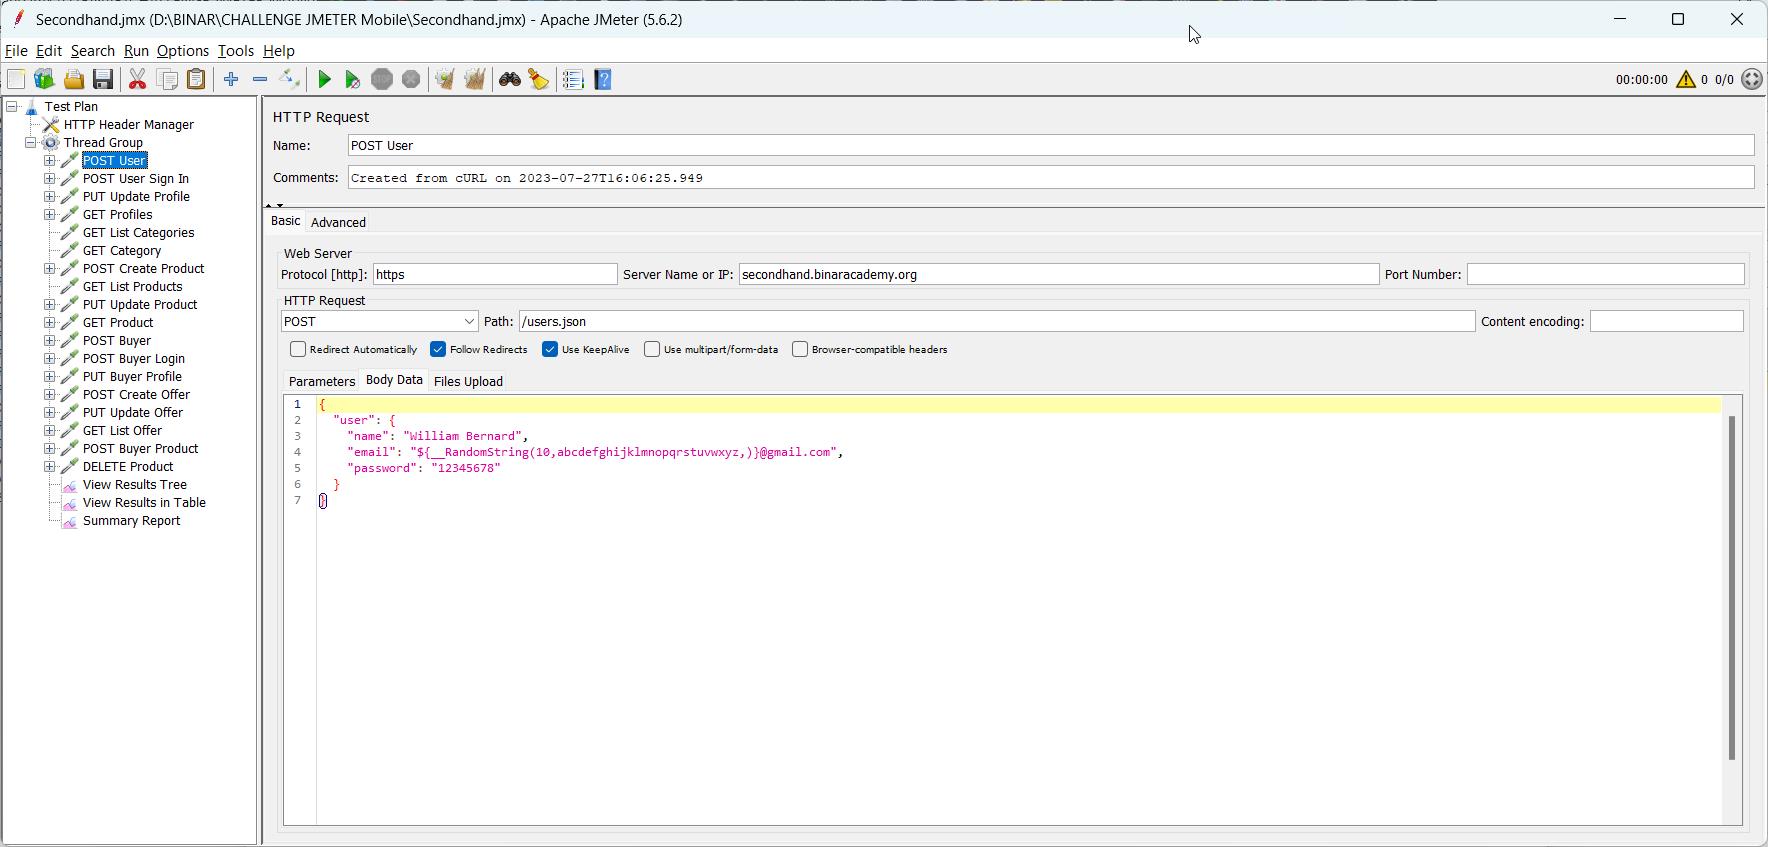 Secondhand.jmx (D:\BINAR\CHALLENGE JMETER Mobile\Secondhand.jmx) - Apache JMeter (5.6.2)
File Edit Search Run Options Tools Help
STOP 00:00:00 0 0/0
Test Plan
HTTP Header Manager
Thread Group
POST User
POST User Sign In
PUT Update Profile
GET Profiles
GET List Categories
GET Category
POST Create Product
GET List Products
PUT Update Product
GET Product
POST Buyer
POST Buyer Login
PUT Buyer Profile
POST Create Offer
PUT Update Offer
GET List Offer
POST Buyer Product
DELETE Product
View Results Tree
View Results in Table
Summary Report
HTTP Request
Name: POST User
Comments: Created from cURL on 2023-07-27T16:06:25.949
Basic Advanced
Web Server
Protocol [http]: https Server Name or IP: secondhand.binaracademy.org Port Number:
HTTP Request
POST Path: /users.json Content encoding:
Redirect Automatically Follow Redirects Use KeepAlive Use multipart/form-data Browser-compatible headers
Parameters Body Data Files Upload
1 {
2 "user": {
3 "name": "William Bernard",
4 "email": "${__RandomString(10,abcdefghijklmnopqrstuvwxyz,)}@gmail.com",
5 "password": "12345678"
6 }
7 }